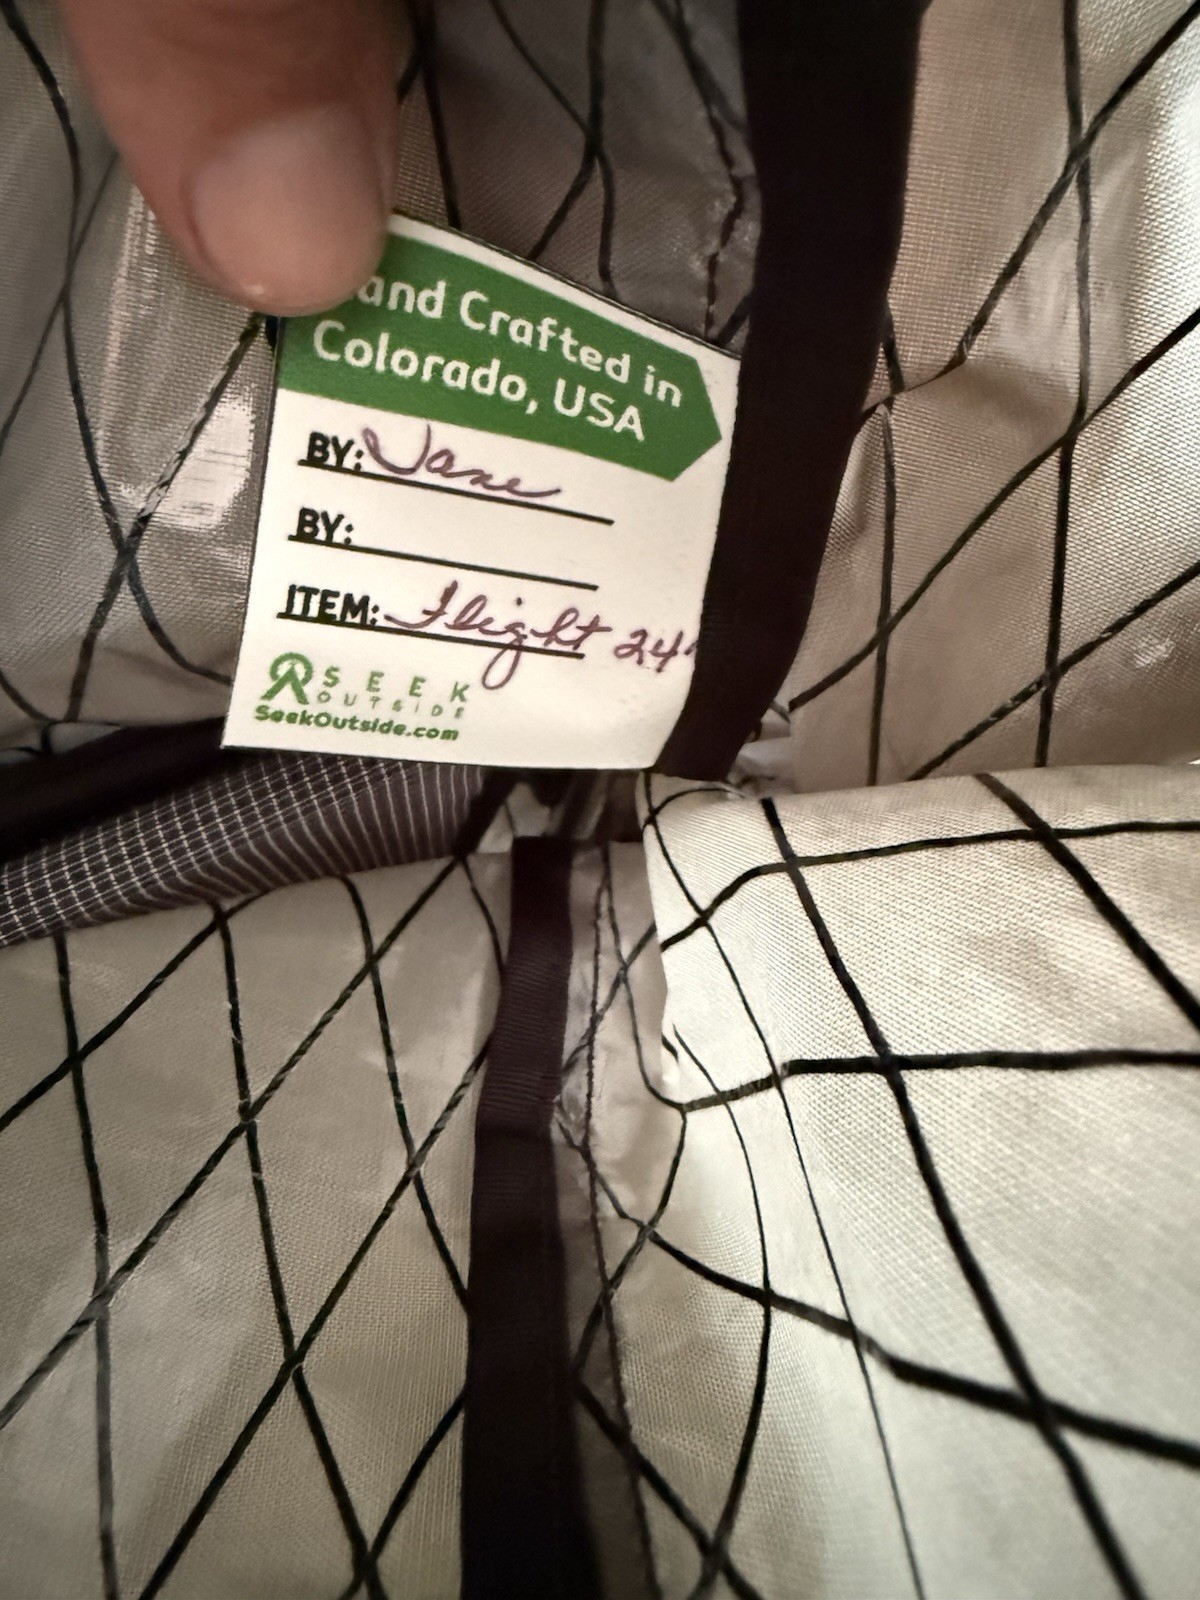 and Crafted in
Colorado, USA
BY: Jane
BY:
ITEM: Flight 24"
SEEK
OUTSIDE
SeekOutside.com